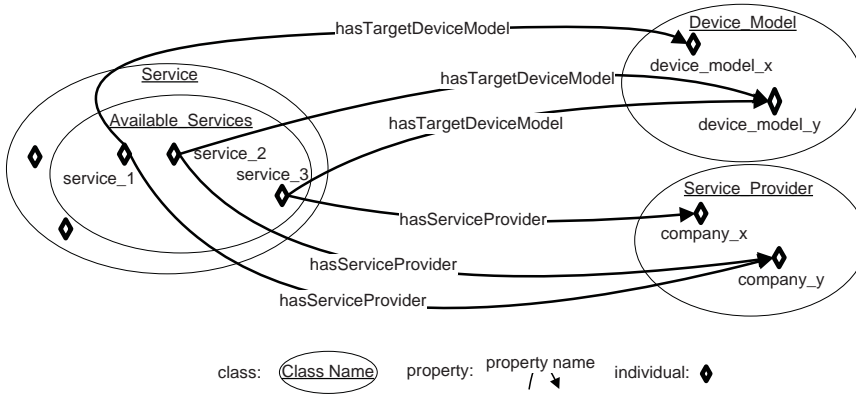 Device_Model
hasTargetDeviceModel
device_model_x
Service
hasTargetDeviceModel
Available_Services
hasTargetDeviceModel
device_model_y
service_2
service_1
service_3
Service_Provider
hasServiceProvider
company_x
hasServiceProvider
company_y
hasServiceProvider
class: Class Name property: property name individual: